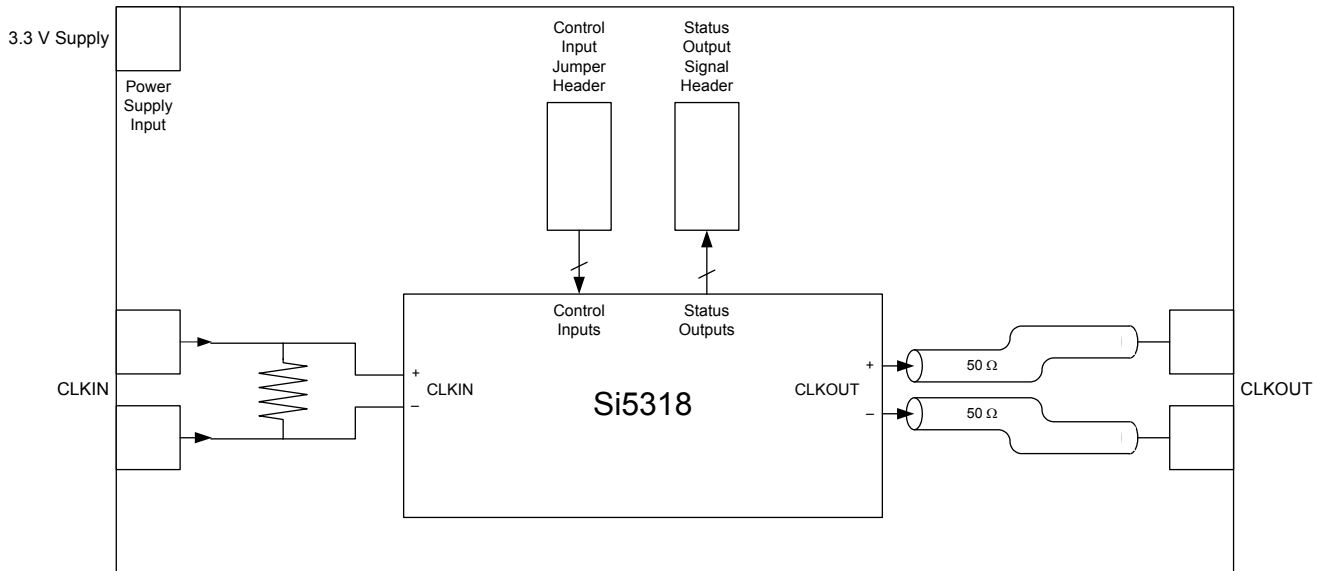 3.3 V Supply
Power
Supply
Input
Control
Input
Jumper
Header
Status
Output
Signal
Header
Control
Inputs
Status
Outputs
CLKIN
+
CLKIN
–
Si5318
CLKOUT
+
–
50 Ω
50 Ω
CLKOUT